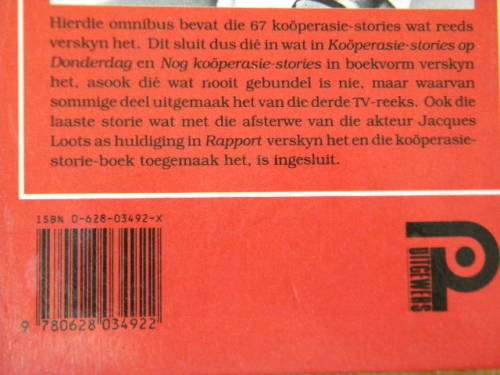 Hierdie omnibus bevat die 67 koöperasie-stories wat reeds
verskyn het. Dit sluit dus dié in wat in Koöperasie-stories op
Donderdag en Nog koöperasie-stories in boekvorm verskyn
het, asook dié wat nooit gebundel is nie, maar waarvan
sommige deel uitgemaak het van die derde TV-reeks. Ook die
laaste storie wat met die afsterwe van die akteur Jacques
Loots as huldiging in Rapport verskyn het en die koöperasie-
storie-boek toegemaak het, is ingesluit.
ISBN 0-628-03492-X
9 780628 034922
UITGEWERS